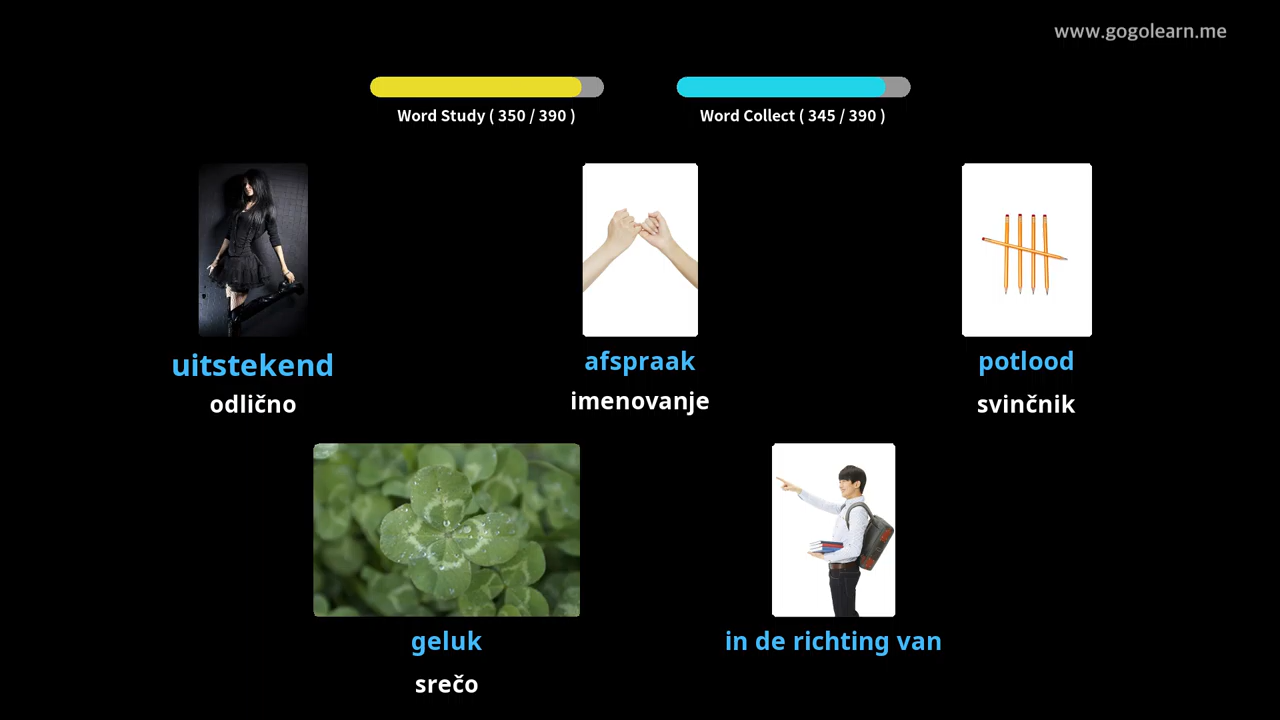 www.gogolearn.me
Word Study ( 350 / 390 )
Word Collect ( 345 / 390 )
uitstekend
odlično
afspraak
imenovanje
potlood
svinčnik
geluk
srečo
in de richting van